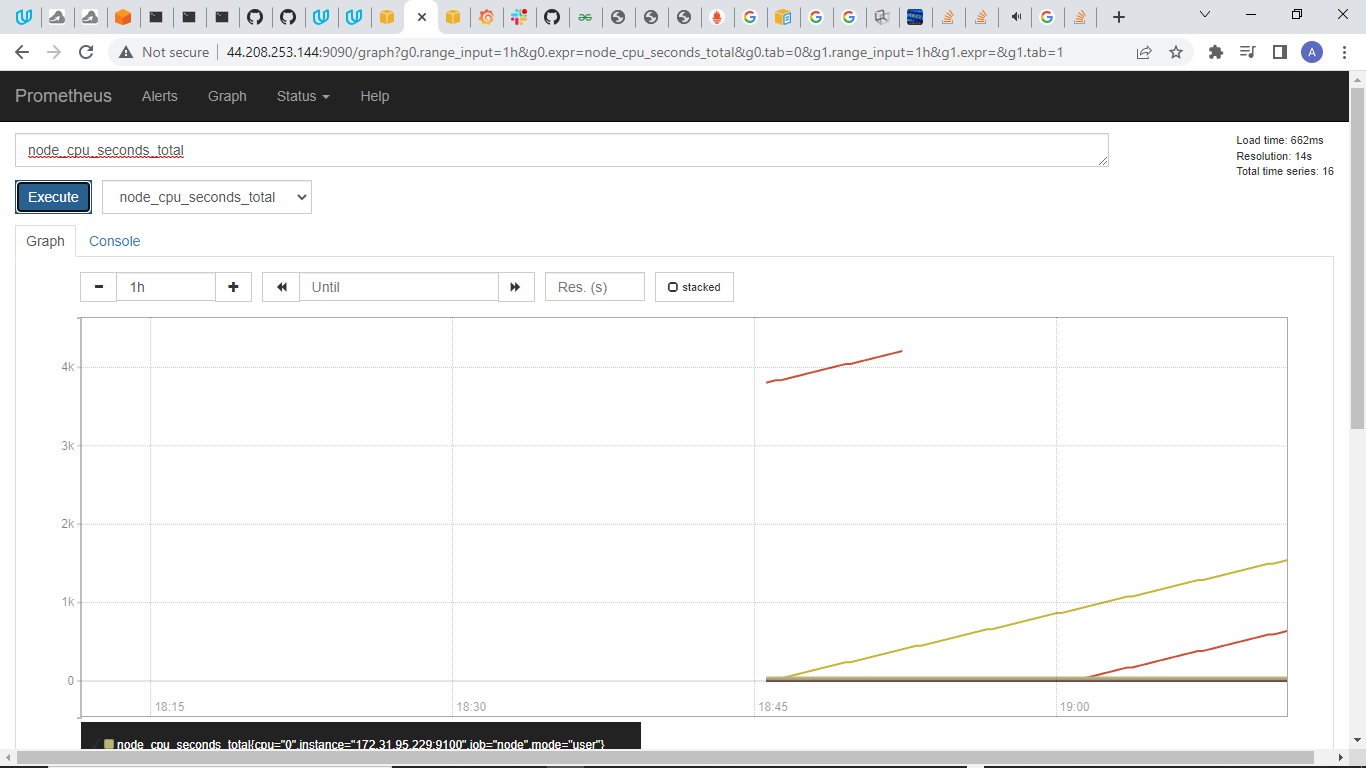 Not secure 44.208.253.144:9090/graph?g0.range_input=1h&g0.expr=node_cpu_seconds_total&g0.tab=0&g1.range_input=1h&g1.expr=&g1.tab=1
A
Prometheus Alerts Graph Status Help
node_cpu_seconds_total
Load time: 662ms
Resolution: 14s
Total time series: 16
Execute node_cpu_seconds_total
Graph Console
1h Until Res. (s) stacked
4k
3k
2k
1k
0
18:15 18:30 18:45 19:00
node_cpu_seconds_total{cpu="0",instance="172.31.95.229:9100",job="node",mode="user"}